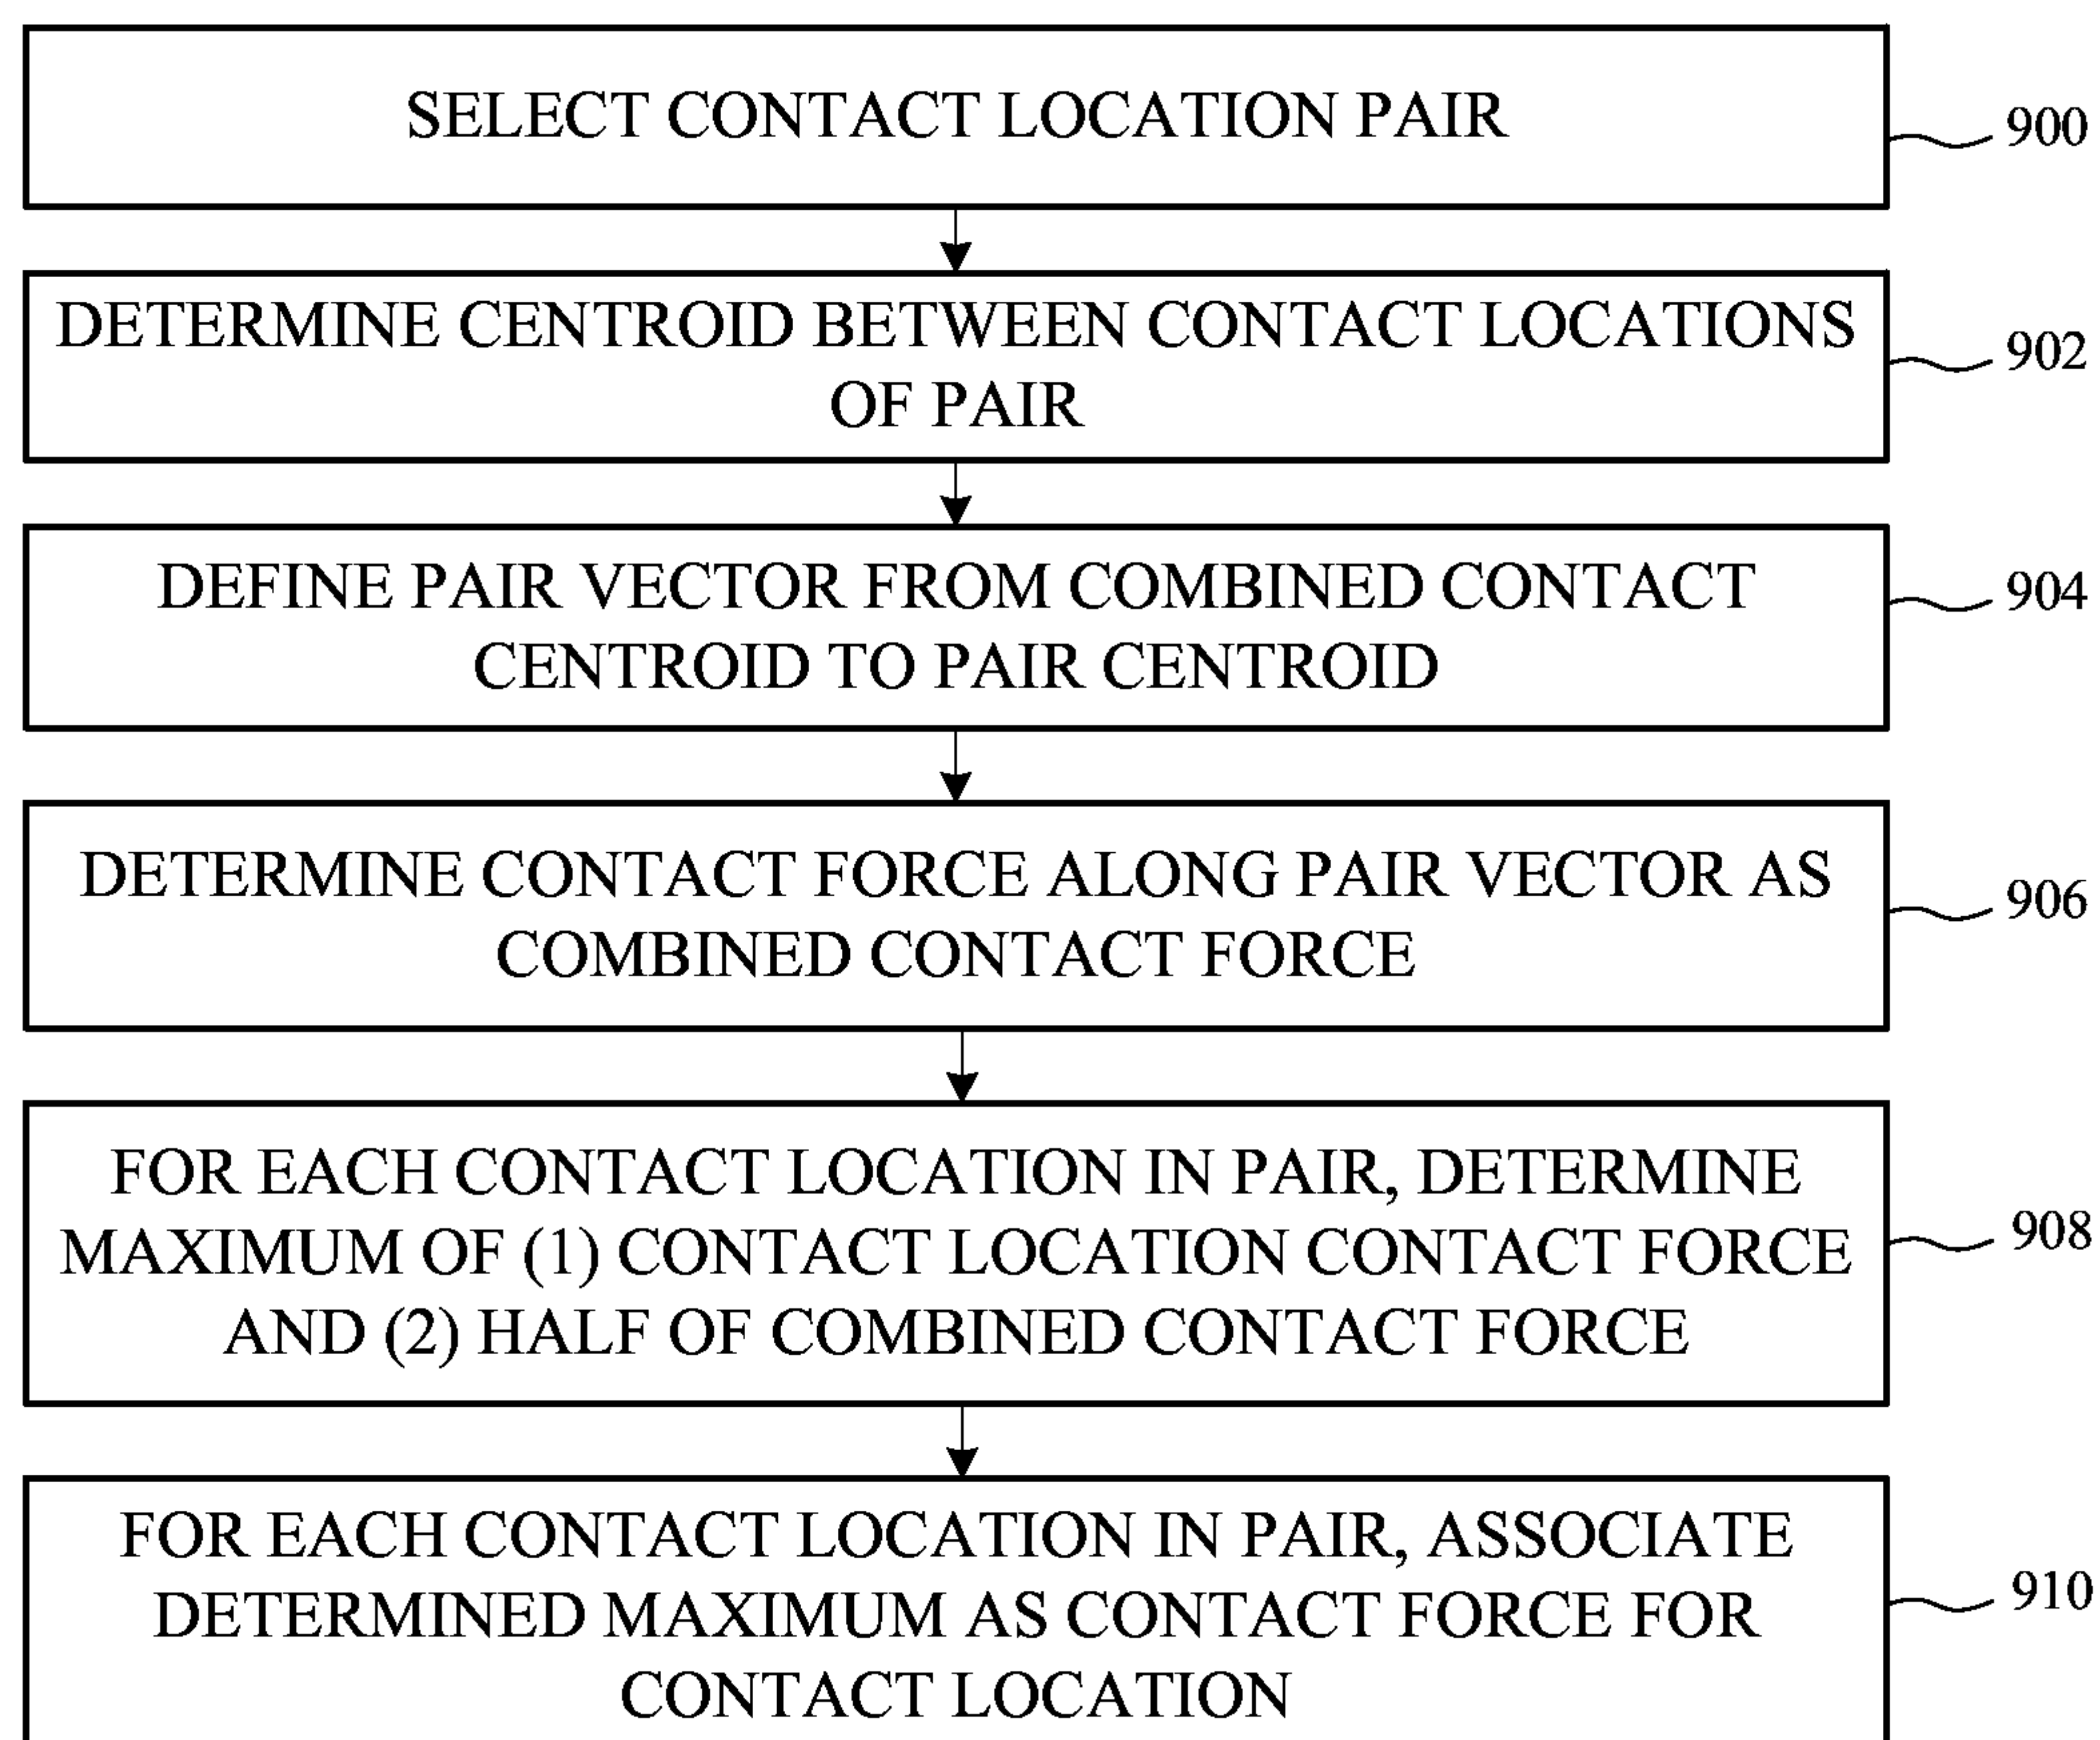 SELECT CONTACT LOCATION PAIR
900
DETERMINE CENTROID BETWEEN CONTACT LOCATIONS
OF PAIR
902
DEFINE PAIR VECTOR FROM COMBINED CONTACT
CENTROID TO PAIR CENTROID
904
DETERMINE CONTACT FORCE ALONG PAIR VECTOR AS
COMBINED CONTACT FORCE
906
FOR EACH CONTACT LOCATION IN PAIR, DETERMINE
MAXIMUM OF (1) CONTACT LOCATION CONTACT FORCE
AND (2) HALF OF COMBINED CONTACT FORCE
908
FOR EACH CONTACT LOCATION IN PAIR, ASSOCIATE
DETERMINED MAXIMUM AS CONTACT FORCE FOR
CONTACT LOCATION
910